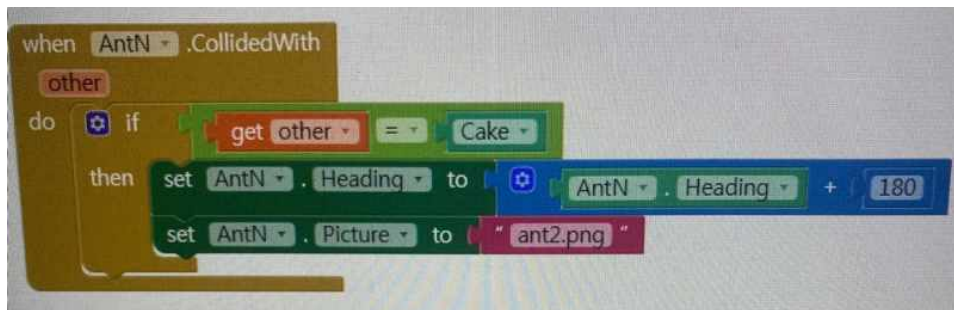 when AntN .CollidedWith
other
do if get other = Cake
then set AntN . Heading to AntN . Heading + 180
set AntN . Picture to " ant2.png "